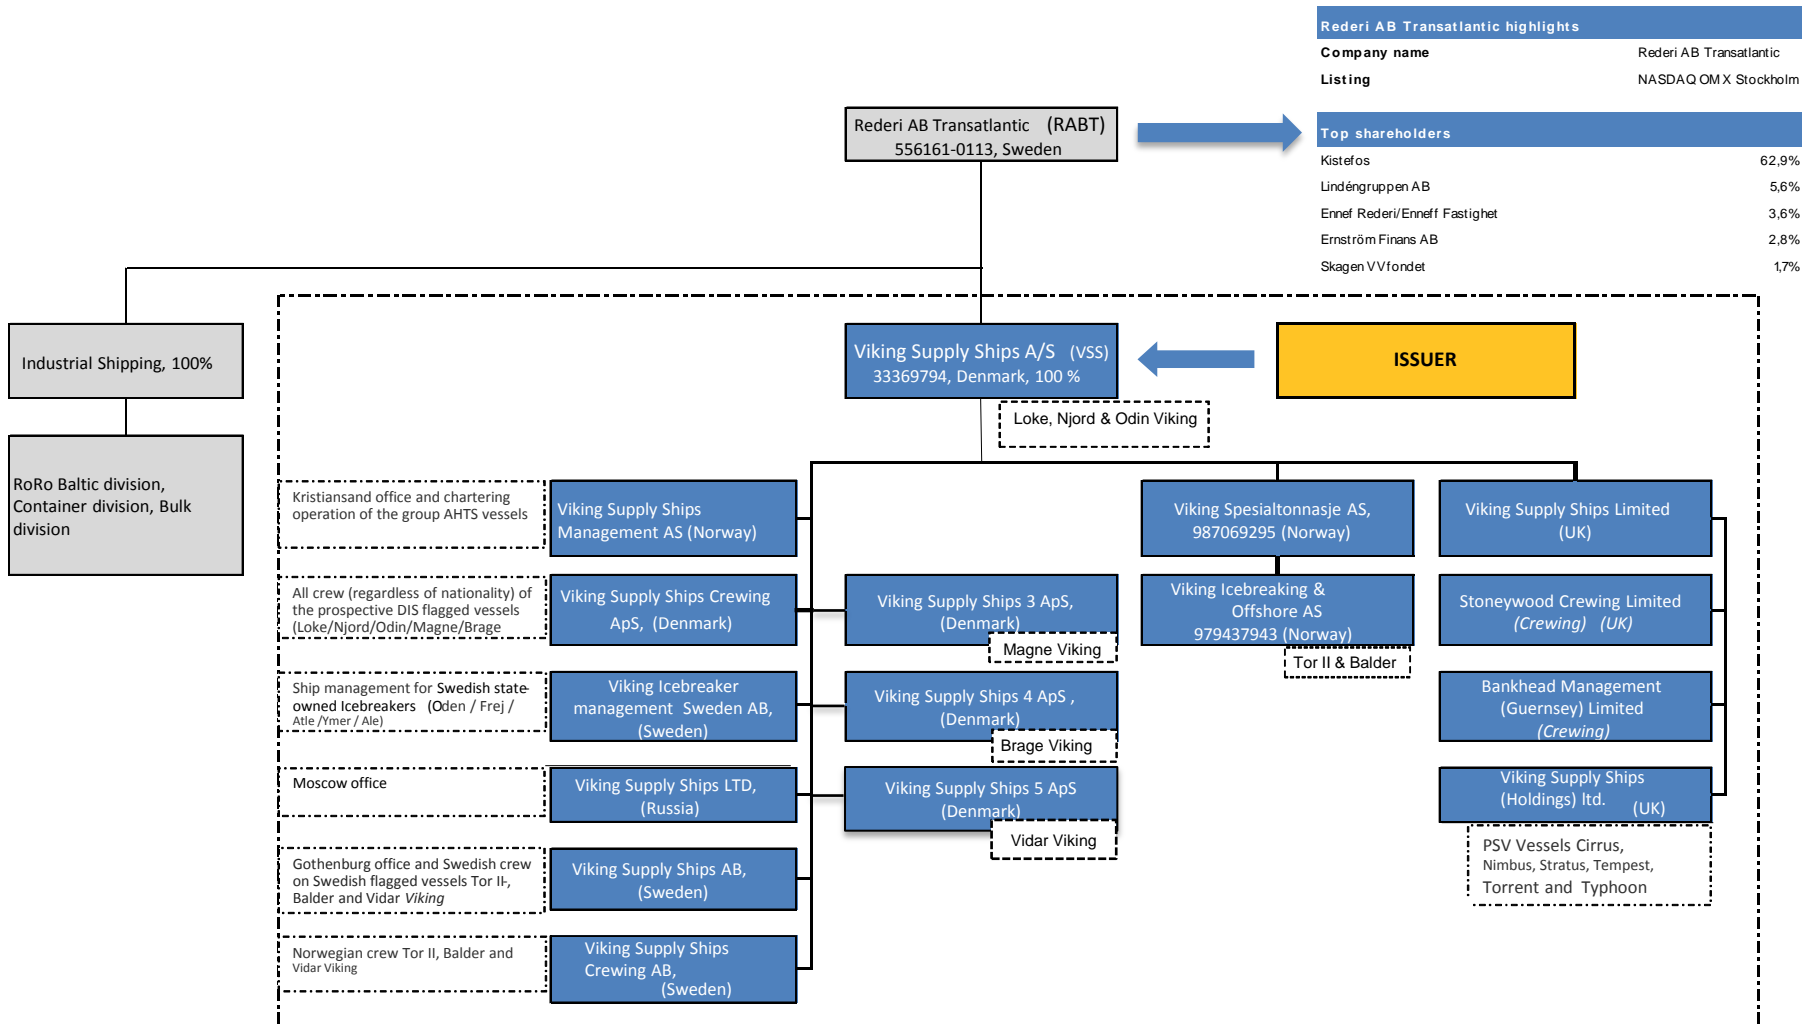 Rederi AB Transatlantic highlights
Company name Rederi AB Transatlantic
Listing NASDAQ OMX Stockholm
Rederi AB Transatlantic (RABT)
556161-0113, Sweden
Top shareholders
Kistefos 62,9%
Lindéngruppen AB 5,6%
Ennef Rederi/Enneff Fastighet 3,6%
Ernström Finans AB 2,8%
Skagen VVfondet 1,7%
Industrial Shipping, 100%
Viking Supply Ships A/S (VSS)
33369794, Denmark, 100 %
ISSUER
Loke, Njord & Odin Viking
RoRo Baltic division,
Container division, Bulk
division
Kristiansand office and chartering
operation of the group AHTS vessels
Viking Supply Ships
Management AS (Norway)
Viking Spesialtonnasje AS,
987069295 (Norway)
Viking Supply Ships Limited
(UK)
All crew (regardless of nationality) of
the prospective DIS flagged vessels
(Loke/Njord/Odin/Magne/Brage
Viking Supply Ships Crewing
ApS, (Denmark)
Viking Supply Ships 3 ApS,
(Denmark)
Magne Viking
Viking Icebreaking &
Offshore AS
979437943 (Norway)
Tor II & Balder
Stoneywood Crewing Limited
(Crewing) (UK)
Ship management for Swedish state-
owned Icebreakers (Oden / Frej /
Atle /Ymer / Ale)
Viking Icebreaker
management Sweden AB,
(Sweden)
Viking Supply Ships 4 ApS ,
(Denmark)
Brage Viking
Bankhead Management
(Guernsey) Limited
(Crewing)
Moscow office
Viking Supply Ships LTD,
(Russia)
Viking Supply Ships 5 ApS
(Denmark)
Vidar Viking
Viking Supply Ships
(Holdings) ltd. (UK)
PSV Vessels Cirrus,
Nimbus, Stratus, Tempest,
Torrent and Typhoon
Gothenburg office and Swedish crew
on Swedish flagged vessels Tor II-,
Balder and Vidar Viking
Viking Supply Ships AB,
(Sweden)
Norwegian crew Tor II, Balder and
Vidar Viking
Viking Supply Ships
Crewing AB,
(Sweden)